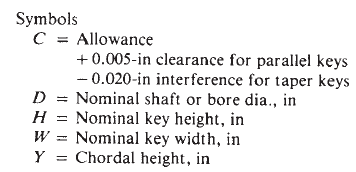 Symbols
C = Allowance
+ 0.005-in clearance for parallel keys
− 0.020-in interference for taper keys
D = Nominal shaft or bore dia., in
H = Nominal key height, in
W = Nominal key width, in
Y = Chordal height, in